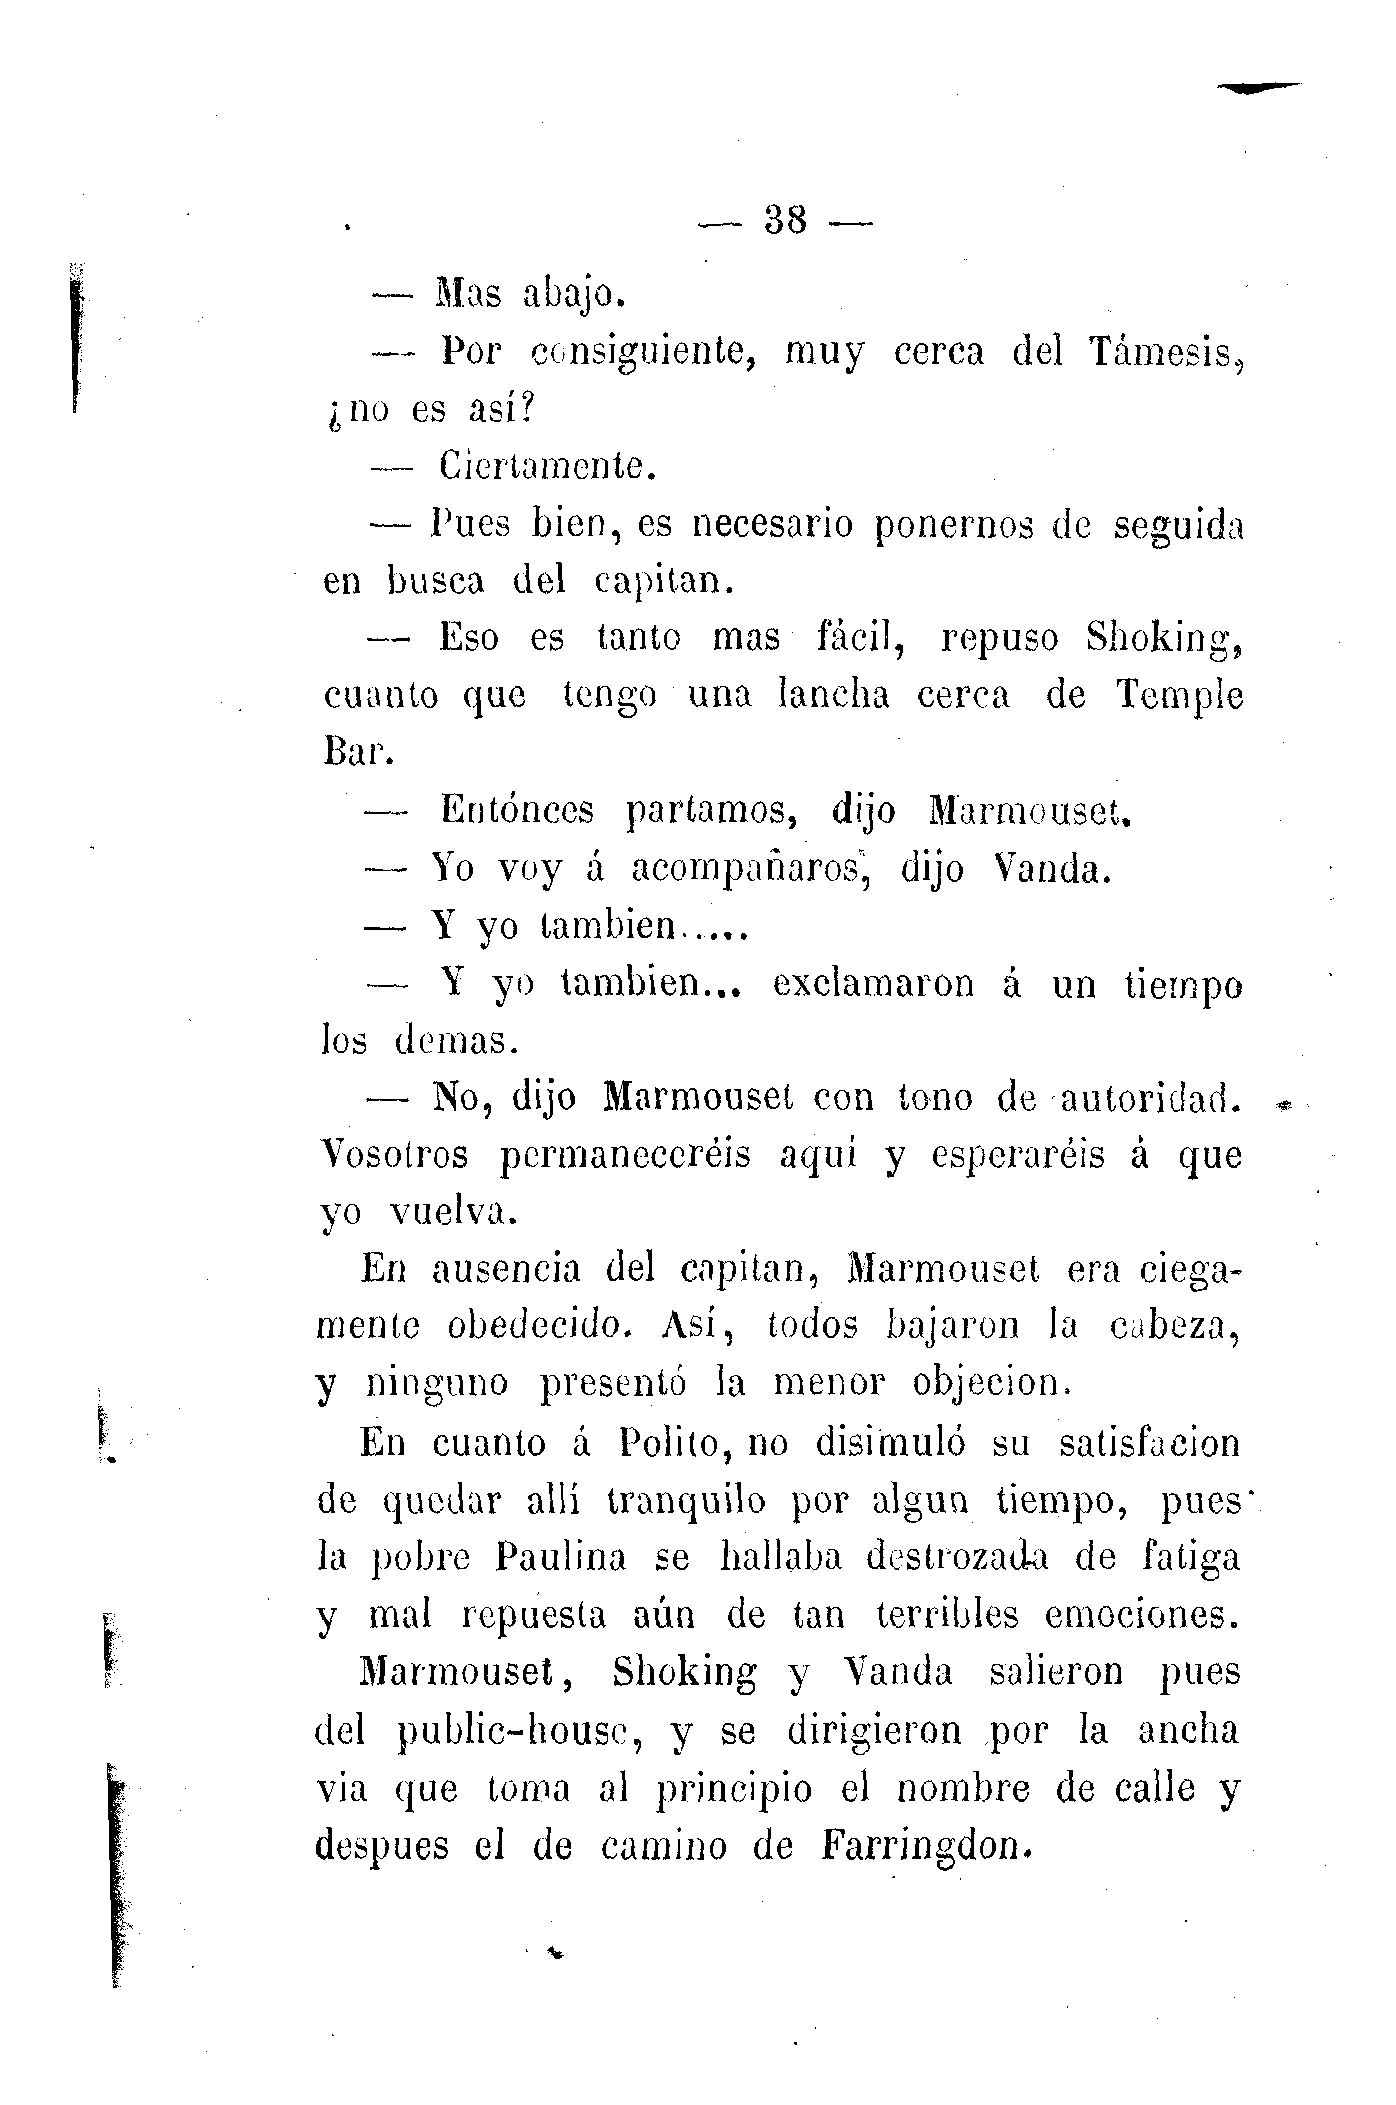 — 38 —
— Mas abajo.
— Por consiguiente, muy cerca del Támesis,
¿no es así?
— Ciertamente.
— Pues bien, es necesario ponernos de seguida
en busca del capitan.
— Eso es tanto mas fácil, repuso Shoking,
cuanto que tengo una lancha cerca de Temple
Bar.
— Entónces partamos, dijo Marmouset.
— Yo voy á acompañaros, dijo Vanda.
— Y yo tambien.....
— Y yo tambien... exclamaron á un tiempo
los demas.
— No, dijo Marmouset con tono de autoridad.
Vosotros permaneceréis aquí y esperaréis á que
yo vuelva.
En ausencia del capitan, Marmouset era ciega-
mente obedecido. Así, todos bajaron la cabeza,
y ninguno presentó la menor objecion.
En cuanto á Polito, no disimuló su satisfacion
de quedar allí tranquilo por algun tiempo, pues
la pobre Paulina se hallaba destrozada de fatiga
y mal repuesta aún de tan terribles emociones.
Marmouset, Shoking y Vanda salieron pues
del public-house, y se dirigieron por la ancha
via que toma al principio el nombre de calle y
despues el de camino de Farringdon.